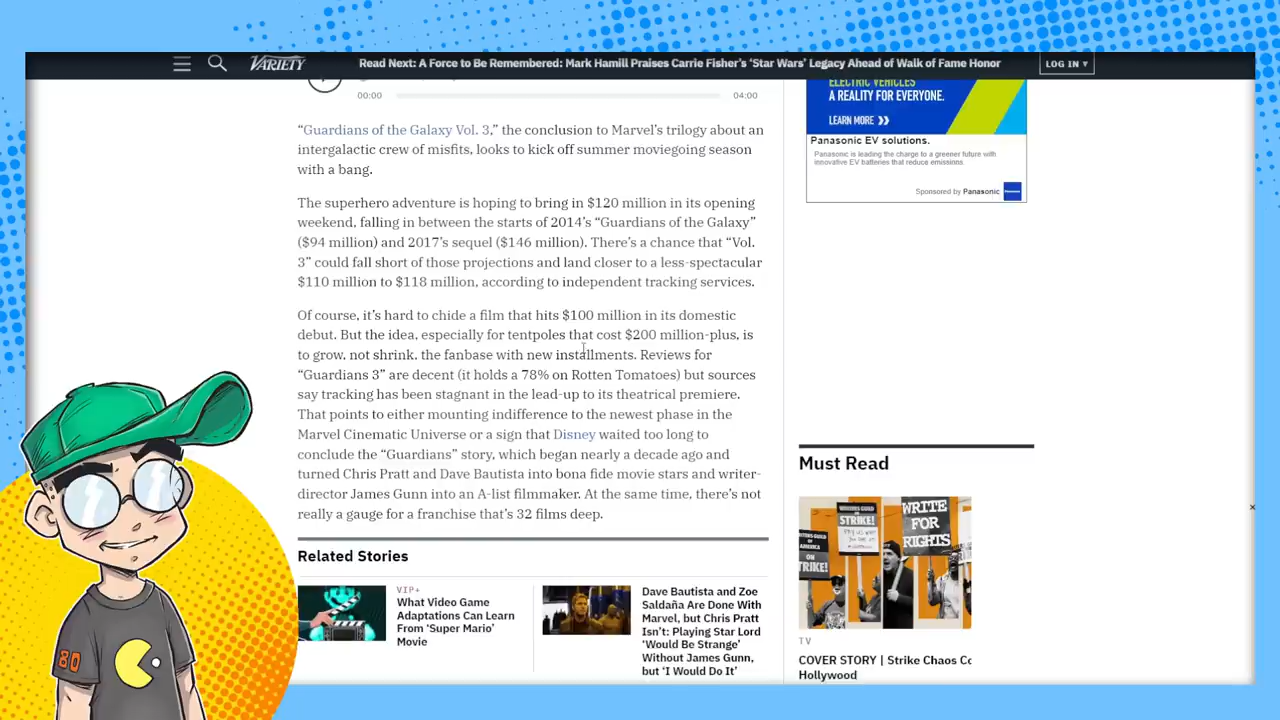 VARIETY
Read Next: A Force to Be Remembered: Mark Hamill Praises Carrie Fisher's 'Star Wars' Legacy Ahead of Walk of Fame Honor
LOG IN ▾
00:00
04:00
"Guardians of the Galaxy Vol. 3," the conclusion to Marvel's trilogy about an
intergalactic crew of misfits, looks to kick off summer moviegoing season
with a bang.
The superhero adventure is hoping to bring in $120 million in its opening
weekend, falling in between the starts of 2014's "Guardians of the Galaxy"
($94 million) and 2017's sequel ($146 million). There's a chance that "Vol.
3" could fall short of those projections and land closer to a less-spectacular
$110 million to $118 million, according to independent tracking services.
Of course, it's hard to chide a film that hits $100 million in its domestic
debut. But the idea, especially for tentpoles that cost $200 million-plus, is
to grow, not shrink, the fanbase with new installments. Reviews for
"Guardians 3" are decent (it holds a 78% on Rotten Tomatoes) but sources
say tracking has been stagnant in the lead-up to its theatrical premiere.
That points to either mounting indifference to the newest phase in the
Marvel Cinematic Universe or a sign that Disney waited too long to
conclude the "Guardians" story, which began nearly a decade ago and
turned Chris Pratt and Dave Bautista into bona fide movie stars and writer-
director James Gunn into an A-list filmmaker. At the same time, there's not
really a gauge for a franchise that's 32 films deep.
Related Stories
VIP+
What Video Game
Adaptations Can Learn
From 'Super Mario'
Movie
Dave Bautista and Zoe
Saldaña Are Done With
Marvel, but Chris Pratt
Isn't: Playing Star Lord
'Would Be Strange'
Without James Gunn,
but 'I Would Do It'
ELECTRIC VEHICLES
A REALITY FOR EVERYONE.
LEARN MORE
Panasonic EV solutions.
Panasonic is leading the charge to a greener future with
innovative EV batteries that reduce emissions.
Sponsored by Panasonic
Must Read
STRIKE!
WRITE
FOR
RIGHTS
ON
STRIKE!
TV
COVER STORY | Strike Chaos Co
Hollywood
80